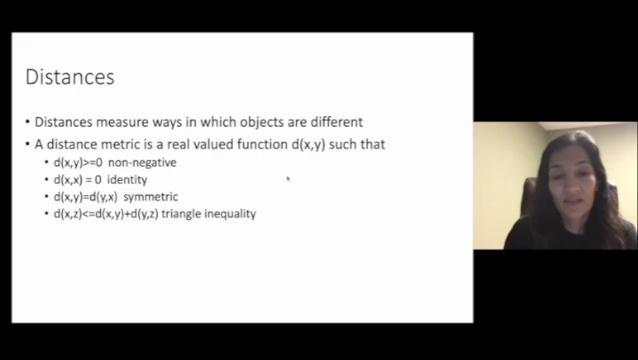 Distances
• Distances measure ways in which objects are different
• A distance metric is a real valued function d(x,y) such that
• d(x,y)>=0 non-negative
• d(x,x) = 0 identity
• d(x,y)=d(y,x) symmetric
• d(x,z)<=d(x,y)+d(y,z) triangle inequality